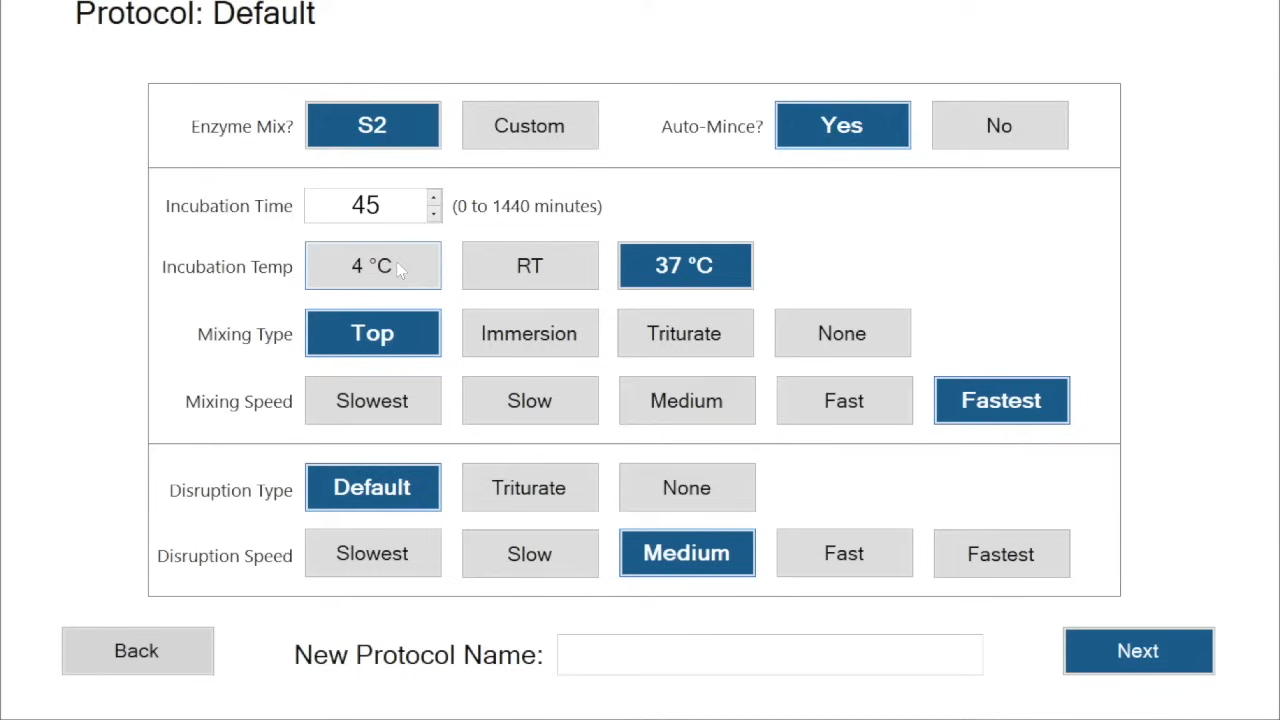 Protocol: Default
Enzyme Mix? S2 Custom Auto-Mince? Yes No
Incubation Time 45 (0 to 1440 minutes)
Incubation Temp 4 °C RT 37 °C
Mixing Type Top Immersion Triturate None
Mixing Speed Slowest Slow Medium Fast Fastest
Disruption Type Default Triturate None
Disruption Speed Slowest Slow Medium Fast Fastest
Back New Protocol Name: Next